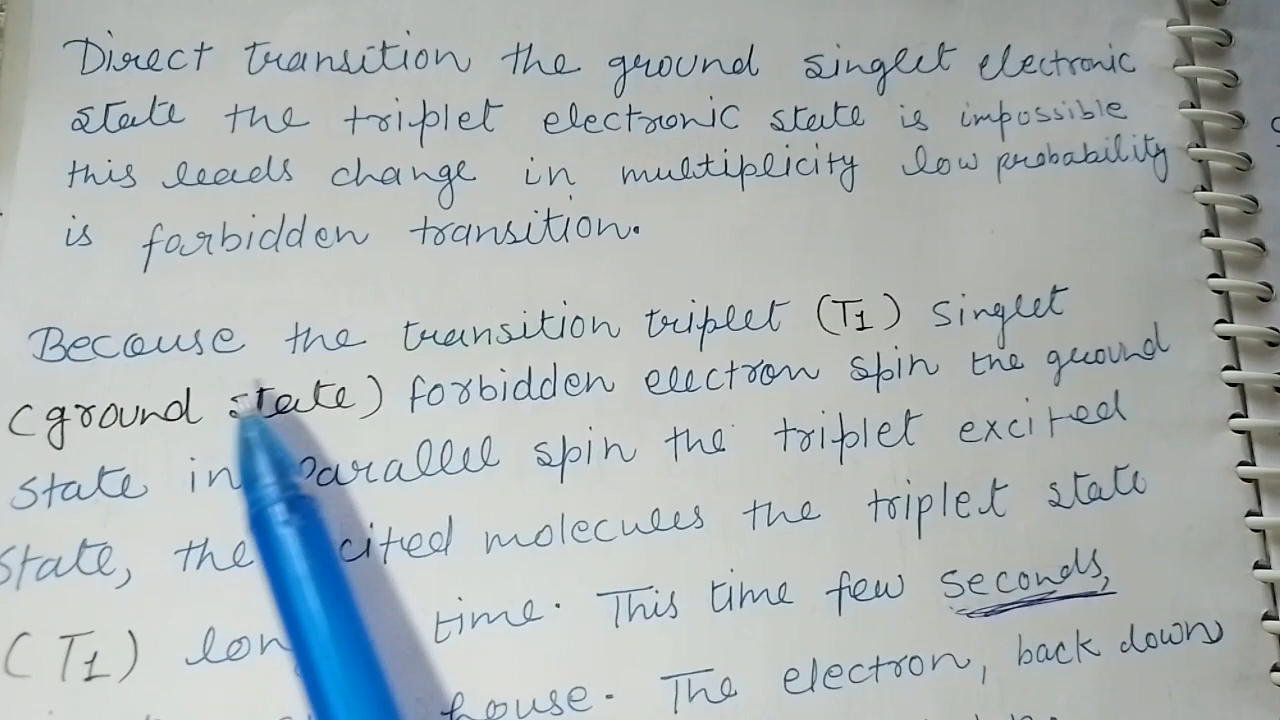 Direct transition the ground singlet electronic
state the triplet electronic state is impossible
this leads change in multiplicity low probability
is forbidden transition.
Because the transition triplet (T1) singlet
(ground state) forbidden electron spin the ground
state in parallel spin the triplet excited
state, the excited molecules the triplet state
(T1) time. This time few seconds,
The electron, back down